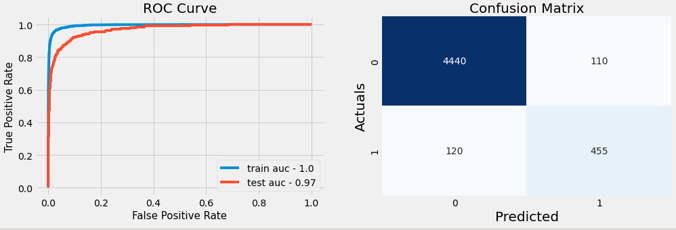 ROC Curve
True Positive Rate
1.0
0.8
0.6
0.4
0.2
0.0
train auc - 1.0
test auc - 0.97
0.0 0.2 0.4 0.6 0.8 1.0
False Positive Rate
Confusion Matrix
Actuals
0
4440 110
1
120 455
0 1
Predicted